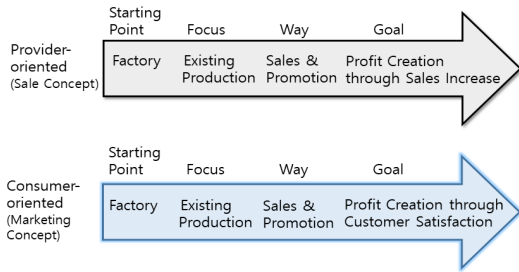 Starting
Point Focus Way Goal
Provider-
oriented
(Sale Concept)
Factory Existing Sales & Profit Creation
Production Promotion through Sales Increase
Starting
Point Focus Way Goal
Consumer-
oriented
(Marketing
Concept)
Factory Existing Sales & Profit Creation through
Production Promotion Customer Satisfaction